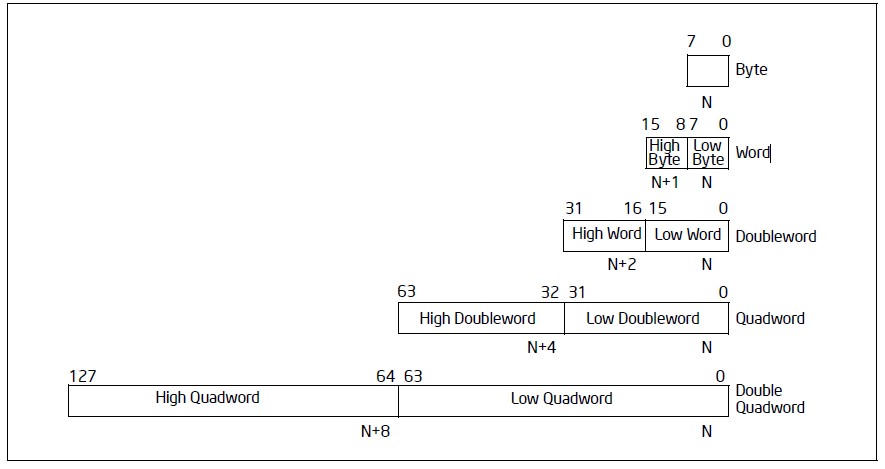 7 0
Byte
N
15 8 7 0
High Byte Low Byte Word
N+1 N
31 16 15 0
High Word Low Word Doubleword
N+2 N
63 32 31 0
High Doubleword Low Doubleword Quadword
N+4 N
127 64 63 0
High Quadword Low Quadword Double Quadword
N+8 N